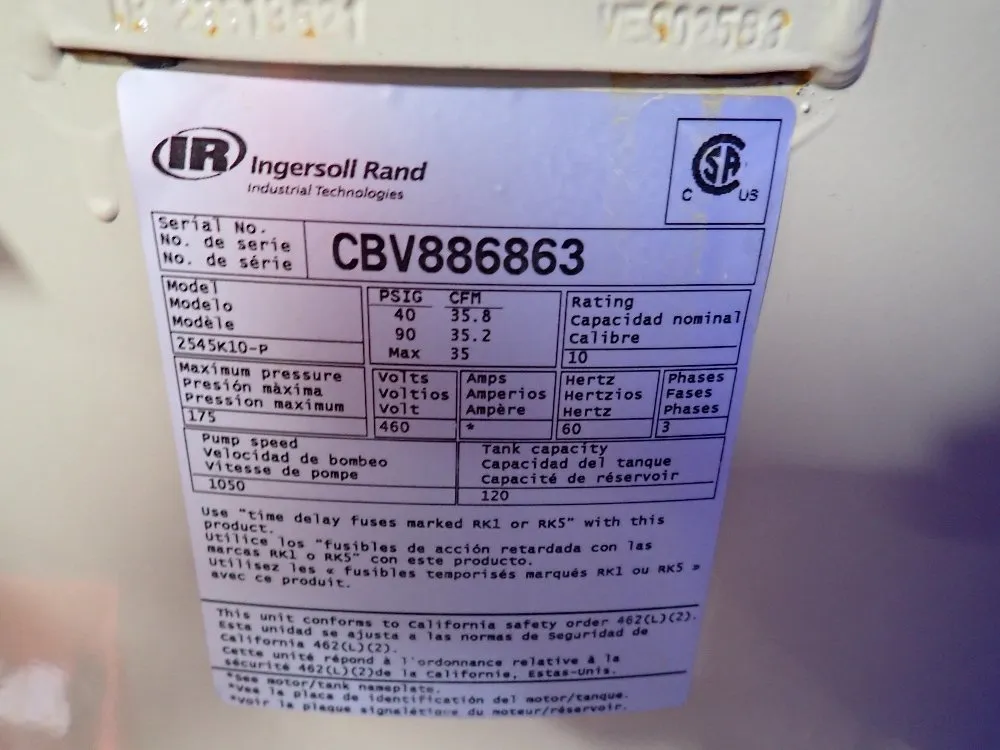 VES02588
IR Ingersoll Rand
Industrial Technologies
CSA
C US
Serial No.
No. de serie
No. de série
CBV886863
Model
Modelo
Modèle
2545K10-P
PSIG CFM
40 35.8
90 35.2
Max 35
Rating
Capacidad nominal
Calibre
10
Maximum pressure
Presión màxima
Pression maximum
175
Volts
Voltios
Volt
460
Amps
Amperios
Ampère
*
Hertz
Hertzios
Hertz
60
Phases
Fases
Phases
3
Pump speed
Velocidad de bombeo
Vitesse de pompe
1050
Tank capacity
Capacidad del tanque
Capacité de réservoir
120
Use "time delay fuses marked RK1 or RK5" with this
product.
Utilice los "fusibles de acción retardada con las
marcas RK1 o RK5" con este producto.
Utilisez les « fusibles temporisés marqués RK1 ou RK5 »
avec ce produit.
This unit conforms to California safety order 462(L)(2).
Esta unidad se ajusta a las normas de Seguridad de
California 462(L)(2).
Cette unité répond à l'ordonnance relative à la
sécurité 462(L)(2)de la Californie, Estas-Unis.
*See motor/tank nameplate.
*Vea la placa de identificación del motor/tanque.
*Voir la plaque signalétique du moteur/réservoir.